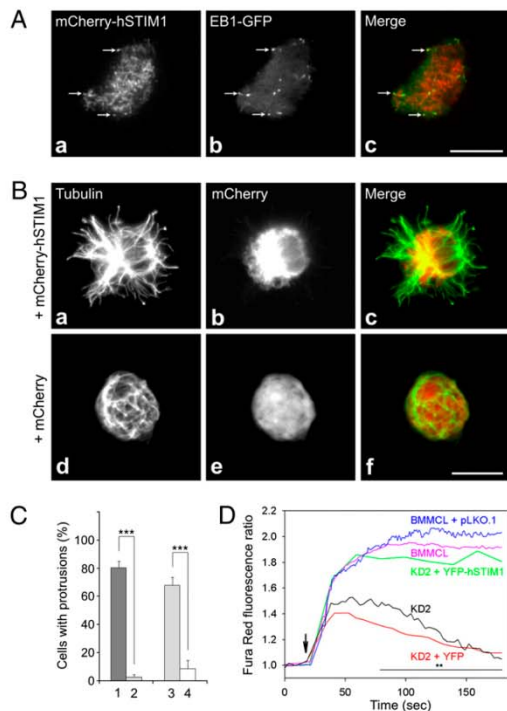 A
mCherry-hSTIM1
EB1-GFP
Merge
a
b
c
B
+ mCherry-hSTIM1
Tubulin
mCherry
Merge
a
b
c
+ mCherry
d
e
f
C
Cells with protrusions (%)
100
80
60
40
20
0
***
***
1 2 3 4
D
Fura Red fluorescence ratio
2.2
2.0
1.8
1.6
1.4
1.2
1.0
BMMCL + pLKO.1
BMMCL
KD2 + YFP-hSTIM1
KD2
KD2 + YFP
**
0 50 100 150
Time (sec)